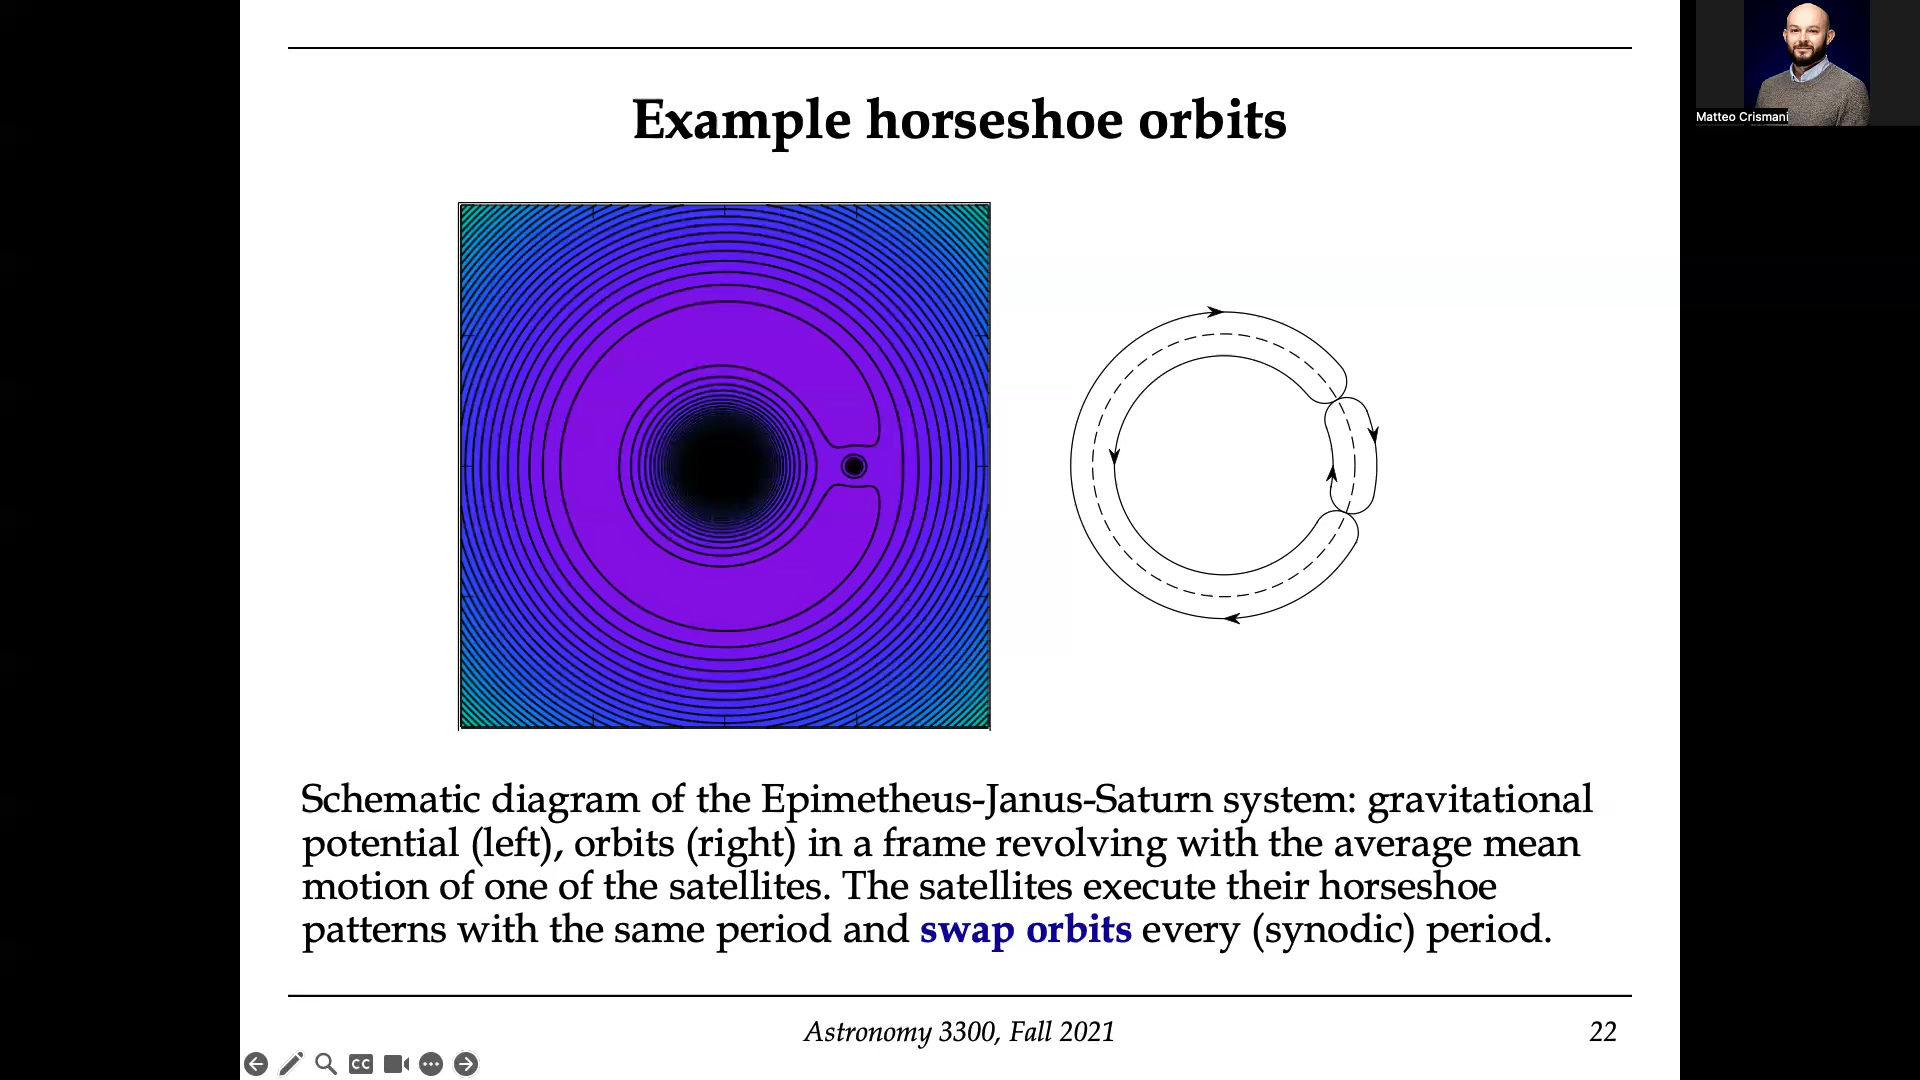 Example horseshoe orbits
Matteo Crismani
Schematic diagram of the Epimetheus-Janus-Saturn system: gravitational
potential (left), orbits (right) in a frame revolving with the average mean
motion of one of the satellites. The satellites execute their horseshoe
patterns with the same period and swap orbits every (synodic) period.
Astronomy 3300, Fall 2021
22
CC